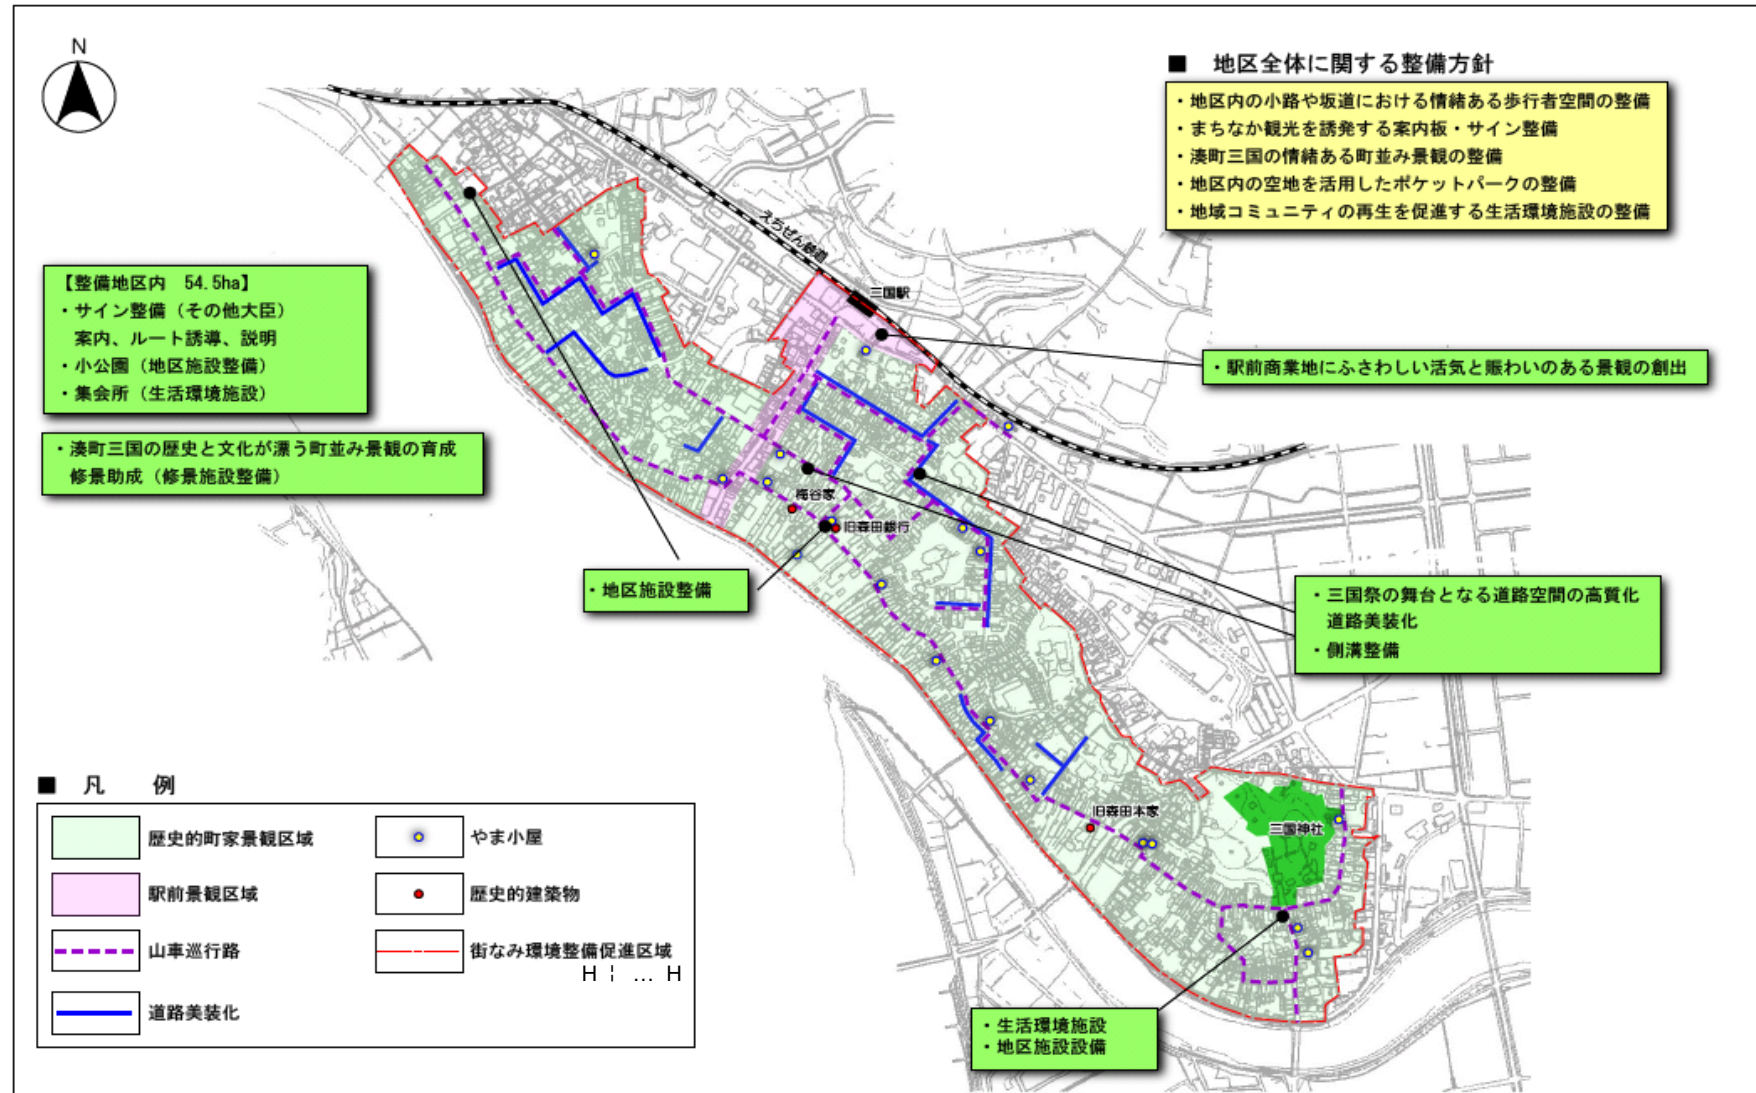 N
■ 地区全体に関する整備方針
・地区内の小路や坂道における情緒ある歩行者空間の整備
・まちなか観光を誘発する案内板・サイン整備
・湊町三国の情緒ある町並み景観の整備
・地区内の空地を活用したポケットパークの整備
・地域コミュニティの再生を促進する生活環境施設の整備
えちぜん鉄道
三国駅
【整備地区内 54.5ha】
・サイン整備（その他大臣）
案内、ルート誘導、説明
・小公園（地区施設整備）
・集会所（生活環境施設）
・駅前商業地にふさわしい活気と賑わいのある景観の創出
・湊町三国の歴史と文化が漂う町並み景観の育成
修景助成（修景施設整備）
梅谷家
旧森田銀行
・地区施設整備
・三国祭の舞台となる道路空間の高質化
道路美装化
・側溝整備
旧森田本家
三国神社
■ 凡 例
歴史的町家景観区域
やま小屋
駅前景観区域
歴史的建築物
山車巡行路
街なみ環境整備促進区域
H ¦ … H
道路美装化
・生活環境施設
・地区施設設備